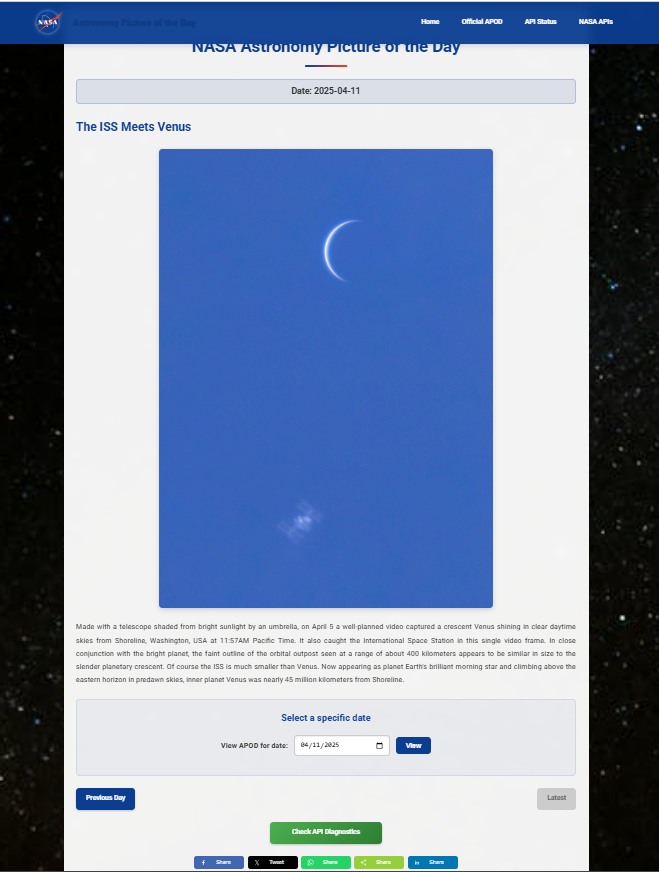 NASA
Astronomy Picture of the Day
Home
Official APOD
API Status
NASA APIs
NASA Astronomy Picture of the Day
Date: 2025-04-11
The ISS Meets Venus
Made with a telescope shaded from bright sunlight by an umbrella, on April 5 a well-planned video captured a crescent Venus shining in clear daytime
skies from Shoreline, Washington, USA at 11:57AM Pacific Time. It also caught the International Space Station in this single video frame. In close
conjunction with the bright planet, the faint outline of the orbital outpost seen at a range of about 400 kilometers appears to be similar in size to the
slender planetary crescent. Of course the ISS is much smaller than Venus. Now appearing as planet Earth's brilliant morning star and climbing above the
eastern horizon in predawn skies, inner planet Venus was nearly 45 million kilometers from Shoreline.
Select a specific date
View APOD for date:
04/11/2025
View
Previous Day
Latest
Check API Diagnostics
Share
Tweet
Share
Share
Share